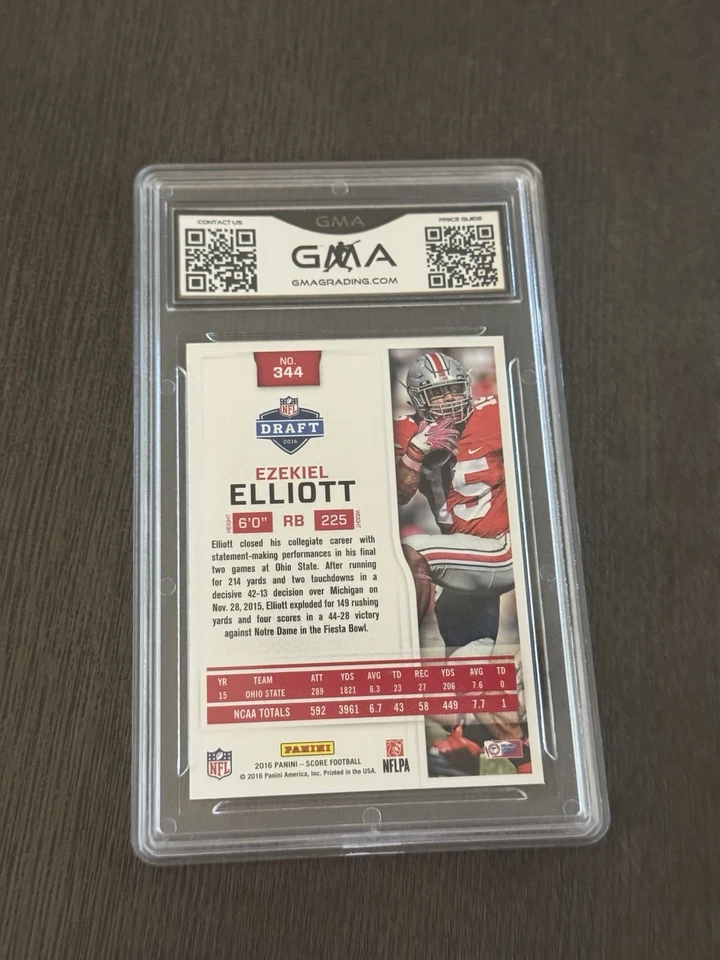 CONTACT US
GMA
PRICE GUIDE
GMA
GMAGRADING.COM
NO.
344
NFL
DRAFT
2016
EZEKIEL
ELLIOTT
HEIGHT 6'0" RB 225 WEIGHT
Elliott closed his collegiate career with
statement-making performances in his final
two games at Ohio State. After running
for 214 yards and two touchdowns in a
decisive 42-13 decision over Michigan on
Nov. 28, 2015, Elliott exploded for 149 rushing
yards and four scores in a 44-28 victory
against Notre Dame in the Fiesta Bowl.
YR TEAM ATT YDS AVG TD REC YDS AVG TD
15 OHIO STATE 289 1821 6.3 23 27 206 7.6 0
NCAA TOTALS 592 3961 6.7 43 58 449 7.7 1
NFL
PANINI
NFLPA
2016 PANINI – SCORE FOOTBALL
© 2016 Panini America, Inc. Printed in the USA.
5